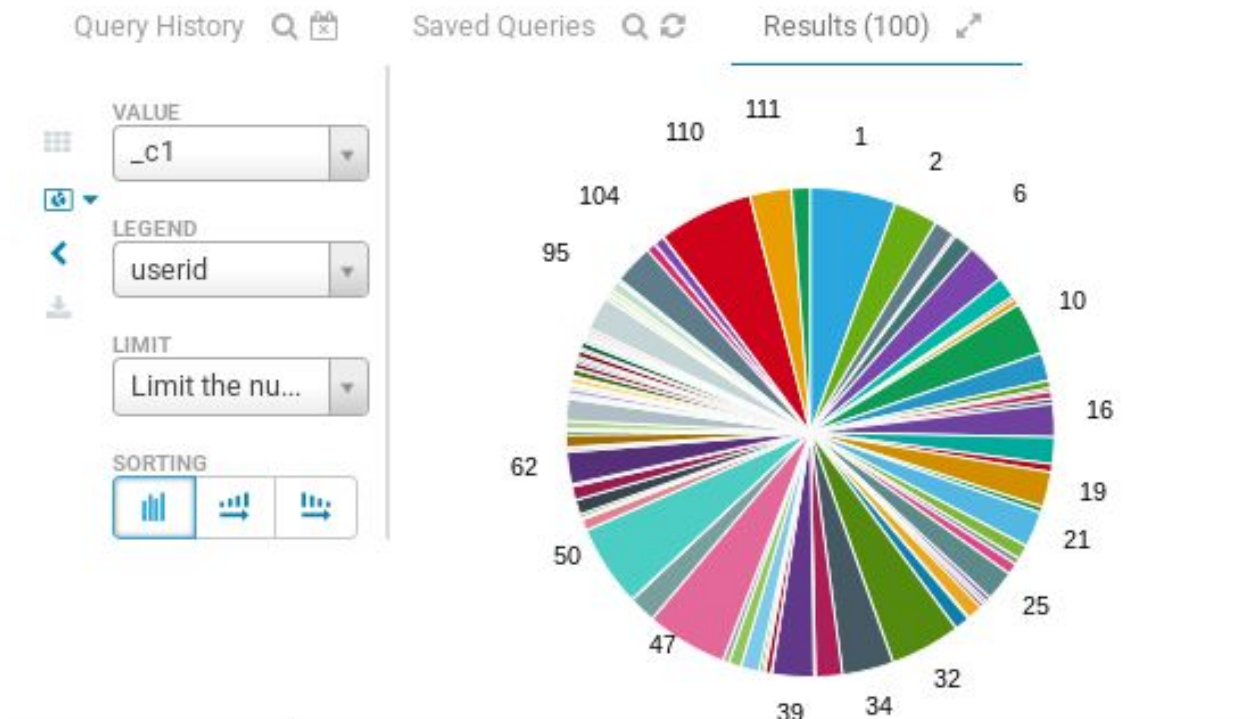 Query History
Saved Queries
Results (100)
VALUE
_c1
LEGEND
userid
LIMIT
Limit the nu...
SORTING
111
110
1
2
104
6
95
10
16
62
19
50
21
25
47
32
34
39